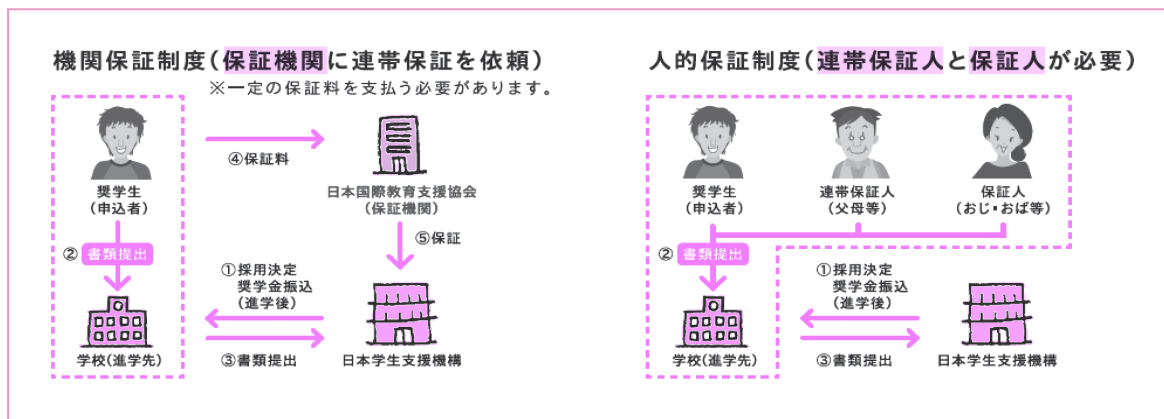 機関保証制度(保証機関に連帯保証を依頼)
※一定の保証料を支払う必要があります。
奨学生
(申込者)
④保証料
日本国際教育支援協会
(保証機関)
②書類提出
⑤保証
①採用決定
奨学金振込
(進学後)
③書類提出
学校(進学先)
日本学生支援機構
人的保証制度(連帯保証人と保証人が必要)
奨学生
(申込者)
連帯保証人
(父母等)
保証人
(おじ・おば等)
②書類提出
①採用決定
奨学金振込
(進学後)
③書類提出
学校(進学先)
日本学生支援機構